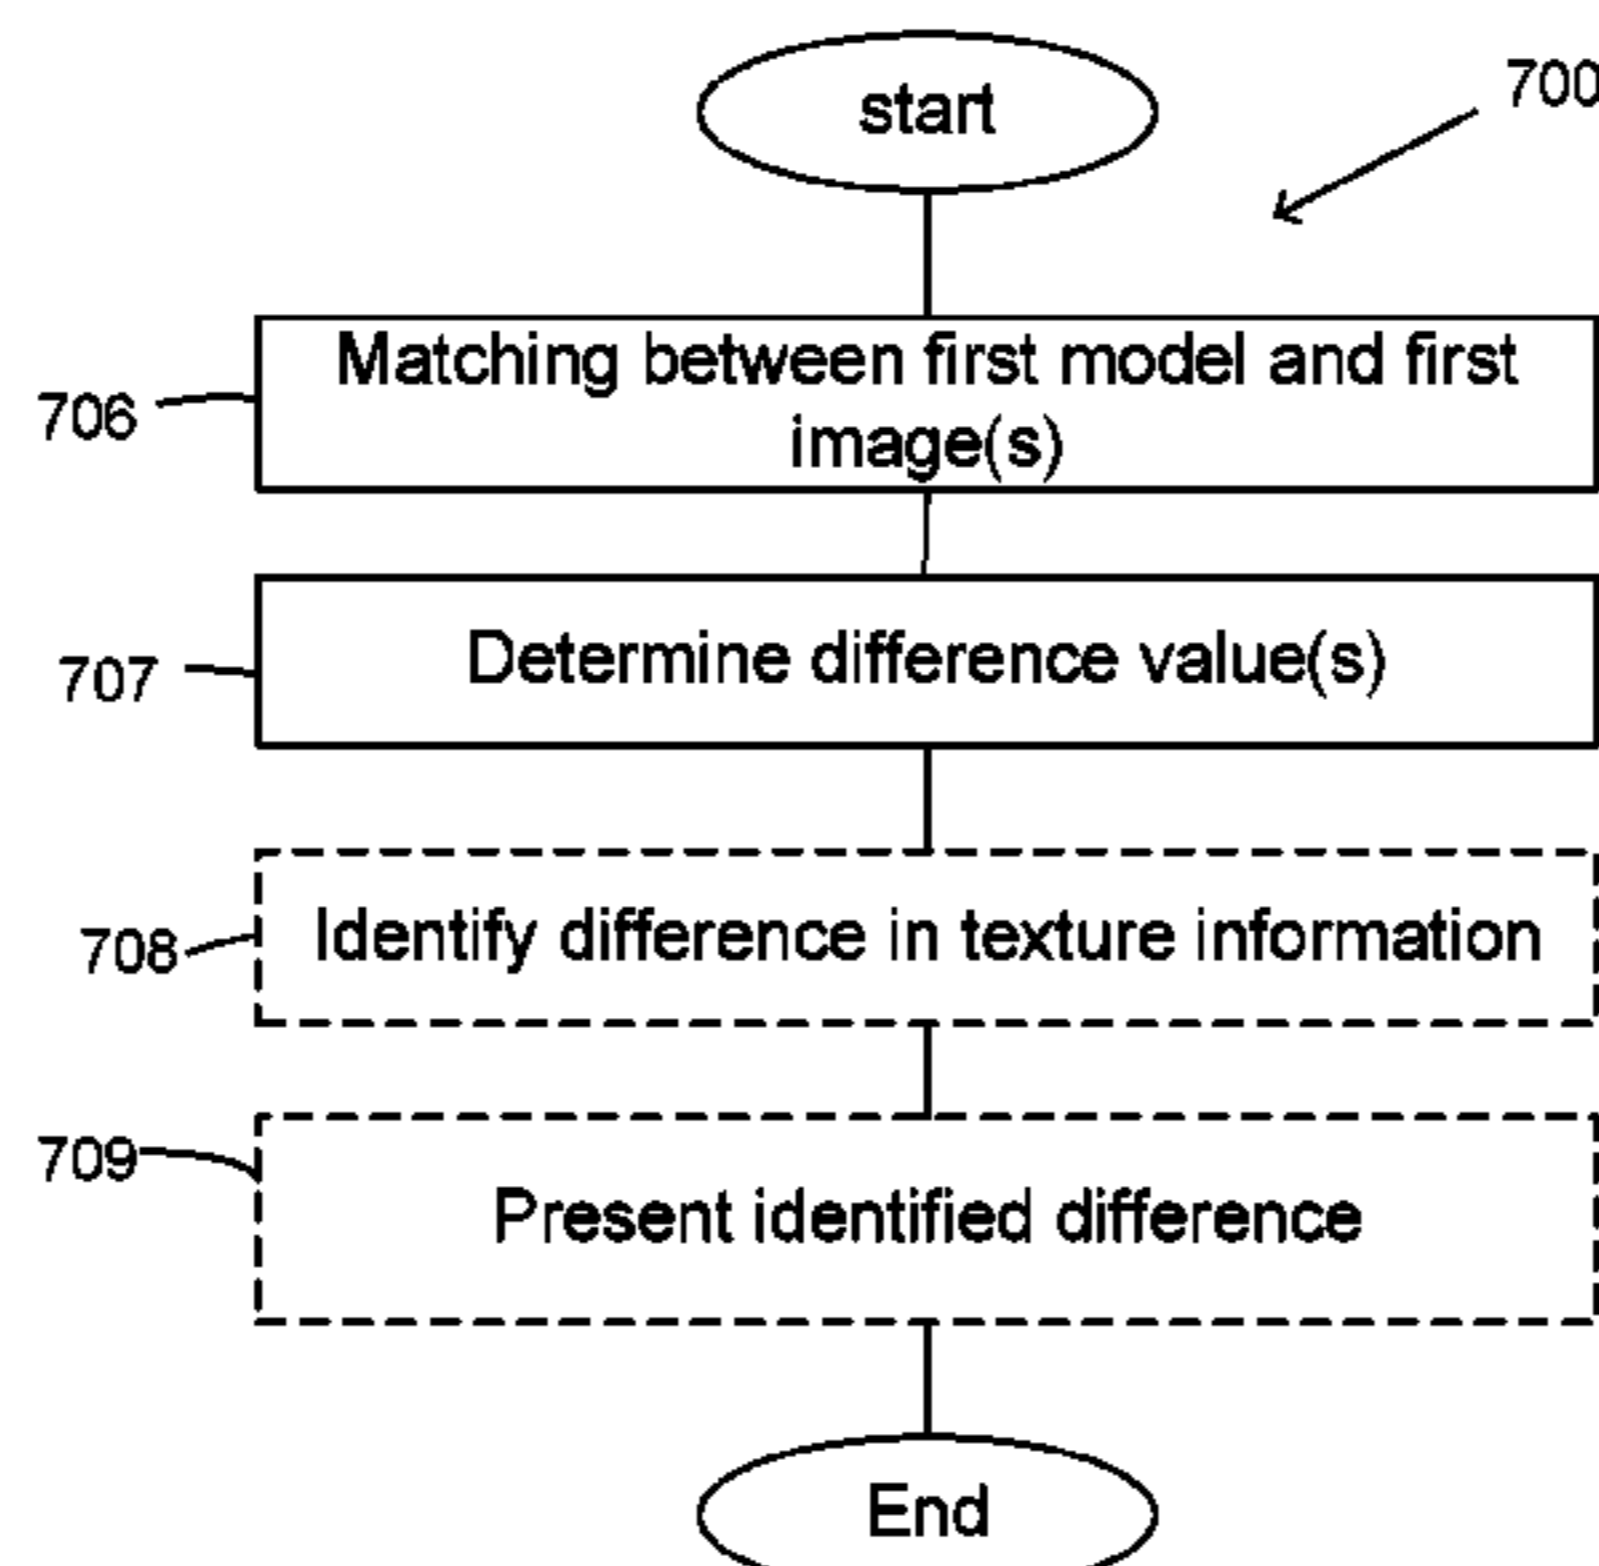 start
700
Matching between first model and first
image(s)
706
Determine difference value(s)
707
Identify difference in texture information
708
709
Present identified difference
End